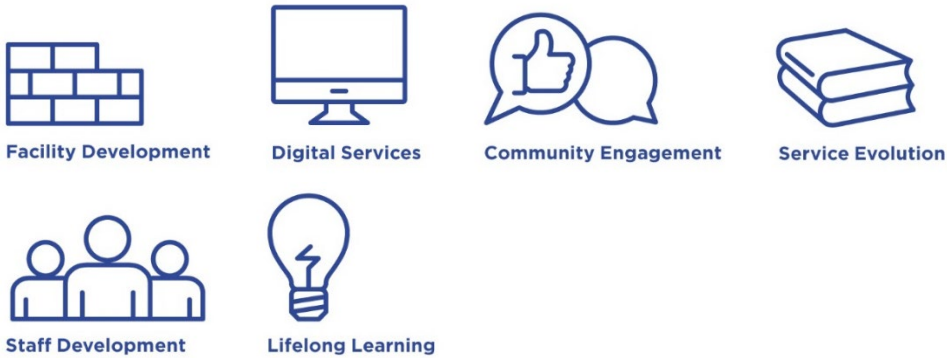 Facility Development
Digital Services
Community Engagement
Service Evolution
Staff Development
Lifelong Learning